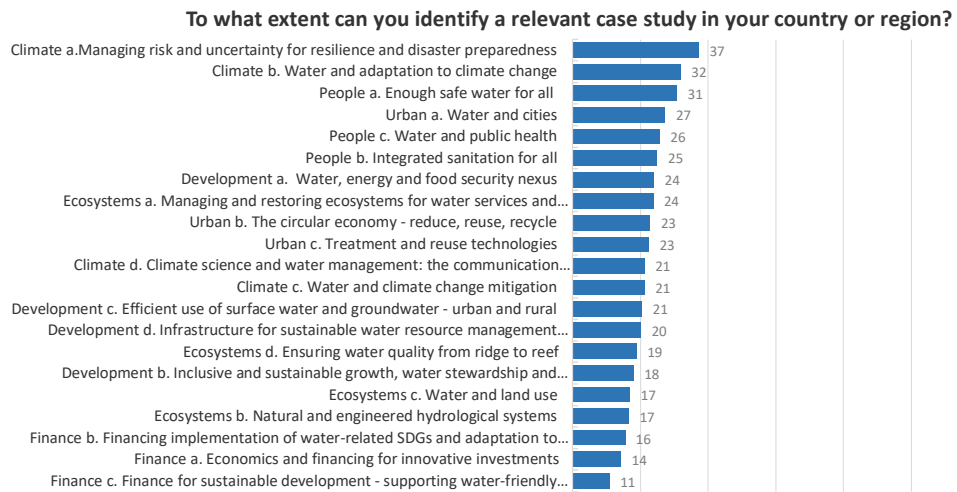 To what extent can you identify a relevant case study in your country or region?
Climate a.Managing risk and uncertainty for resilience and disaster preparedness 37
Climate b. Water and adaptation to climate change 32
People a. Enough safe water for all 31
Urban a. Water and cities 27
People c. Water and public health 26
People b. Integrated sanitation for all 25
Development a. Water, energy and food security nexus 24
Ecosystems a. Managing and restoring ecosystems for water services and... 24
Urban b. The circular economy - reduce, reuse, recycle 23
Urban c. Treatment and reuse technologies 23
Climate d. Climate science and water management: the communication... 21
Climate c. Water and climate change mitigation 21
Development c. Efficient use of surface water and groundwater - urban and rural 21
Development d. Infrastructure for sustainable water resource management... 20
Ecosystems d. Ensuring water quality from ridge to reef 19
Development b. Inclusive and sustainable growth, water stewardship and... 18
Ecosystems c. Water and land use 17
Ecosystems b. Natural and engineered hydrological systems 17
Finance b. Financing implementation of water-related SDGs and adaptation to... 16
Finance a. Economics and financing for innovative investments 14
Finance c. Finance for sustainable development - supporting water-friendly... 11